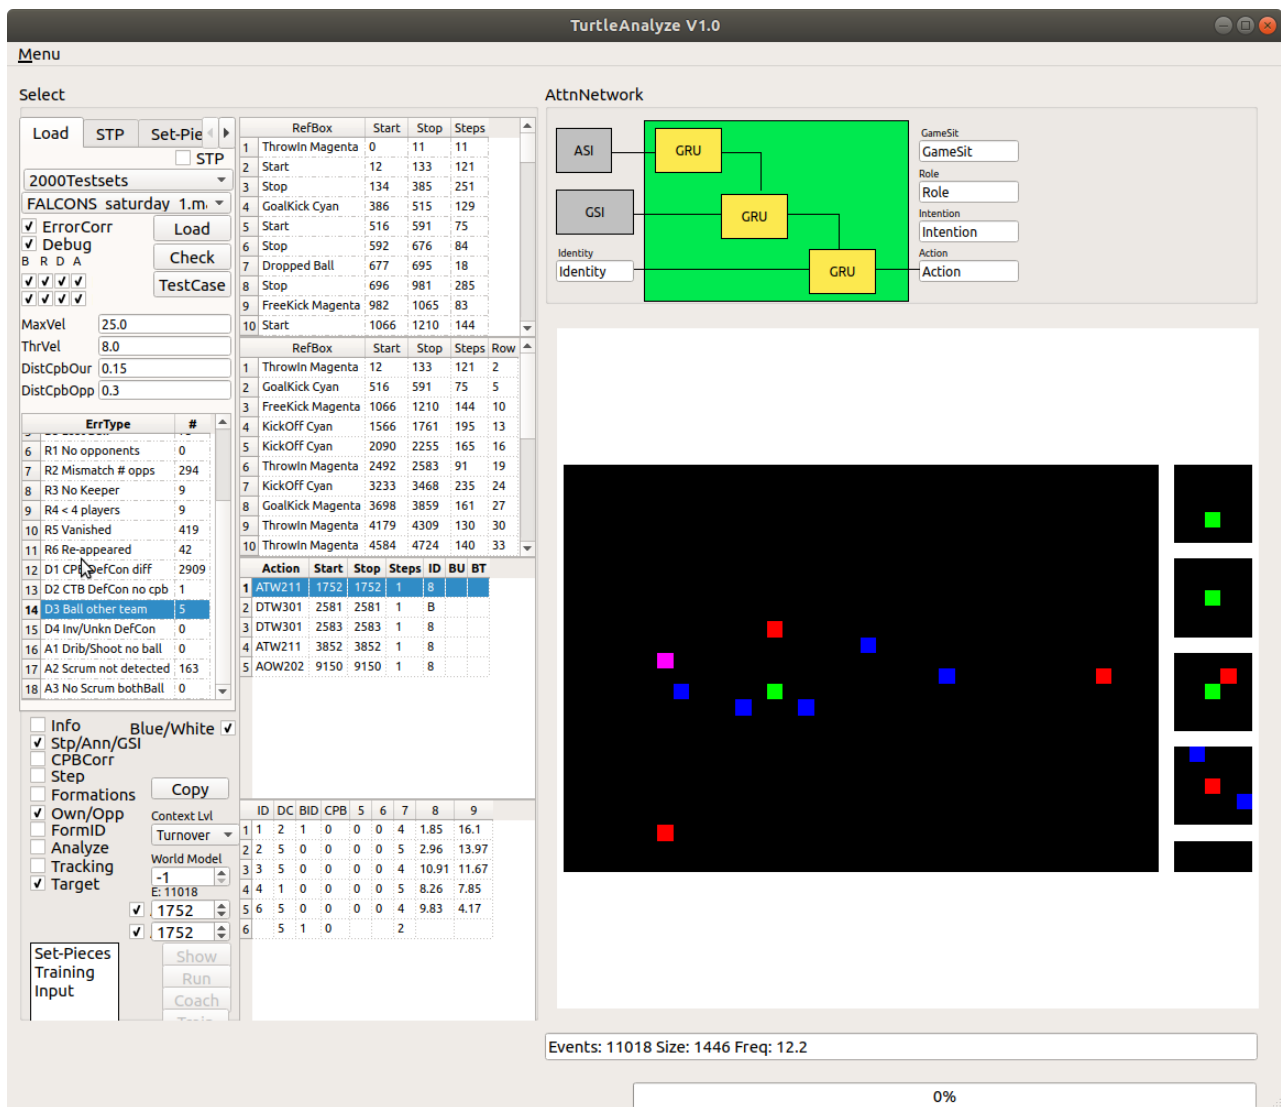 TurtleAnalyze V1.0
Menu
Select
Load STP Set-Pie
STP
2000Testsets
FALCONS saturday 1.m
ErrorCorr Load
Debug
B R D A
Check
TestCase
MaxVel 25.0
ThrVel 8.0
DistCpbOur 0.15
DistCpbOpp 0.3
ErrType #
6 R1 No opponents 0
7 R2 Mismatch # opps 294
8 R3 No Keeper 9
9 R4 < 4 players 9
10 R5 Vanished 419
11 R6 Re-appeared 42
12 D1 CPB DefCon diff 2909
13 D2 CTB DefCon no cpb 1
14 D3 Ball other team 5
15 D4 Inv/Unkn DefCon 0
16 A1 Drib/Shoot no ball 0
17 A2 Scrum not detected 163
18 A3 No Scrum bothBall 0
Info Blue/White
Stp/Ann/GSI
CPBCorr
Step
Formations Copy
Own/Opp Context Lvl
FormID Turnover
Analyze World Model
Tracking -1
Target E: 11018
1752
1752
Set-Pieces Show
Training Run
Input Coach
Train
RefBox Start Stop Steps
1 ThrowIn Magenta 0 11 11
2 Start 12 133 121
3 Stop 134 385 251
4 GoalKick Cyan 386 515 129
5 Start 516 591 75
6 Stop 592 676 84
7 Dropped Ball 677 695 18
8 Stop 696 981 285
9 FreeKick Magenta 982 1065 83
10 Start 1066 1210 144
RefBox Start Stop Steps Row
1 ThrowIn Magenta 12 133 121 2
2 GoalKick Cyan 516 591 75 5
3 FreeKick Magenta 1066 1210 144 10
4 KickOff Cyan 1566 1761 195 13
5 KickOff Cyan 2090 2255 165 16
6 ThrowIn Magenta 2492 2583 91 19
7 KickOff Cyan 3233 3468 235 24
8 GoalKick Magenta 3698 3859 161 27
9 ThrowIn Magenta 4179 4309 130 30
10 ThrowIn Magenta 4584 4724 140 33
Action Start Stop Steps ID BU BT
1 ATW211 1752 1752 1 8
2 DTW301 2581 2581 1 B
3 DTW301 2583 2583 1 8
4 ATW211 3852 3852 1 8
5 AOW202 9150 9150 1 8
ID DC BID CPB 5 6 7 8 9
1 1 2 1 0 0 0 4 1.85 16.1
2 2 5 0 0 0 0 5 2.96 13.97
3 3 5 0 0 0 0 4 10.91 11.67
4 4 1 0 0 0 0 5 8.26 7.85
5 6 5 0 0 0 0 4 9.83 4.17
6 5 1 0 2
AttnNetwork
ASI GRU
GSI GRU
Identity
Identity GRU
GameSit
GameSit
Role
Role
Intention
Intention
Action
Action
Events: 11018 Size: 1446 Freq: 12.2
0%